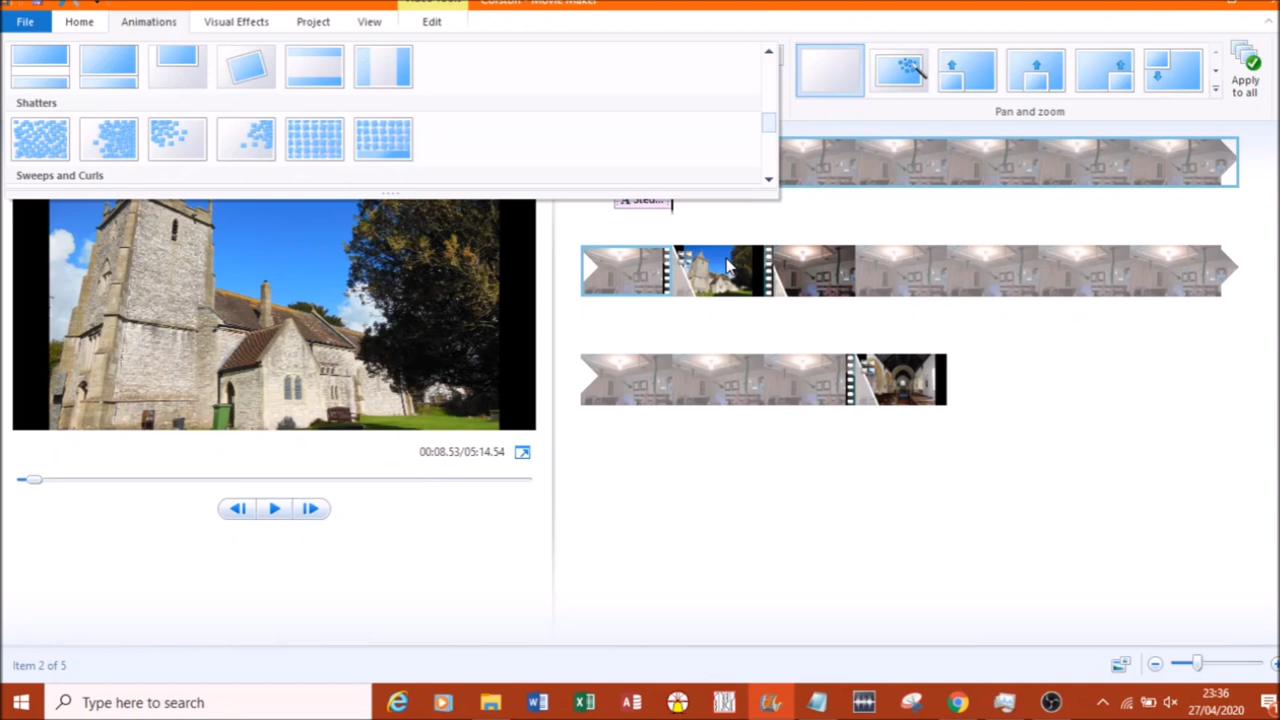 File Home Animations Visual Effects Project View Edit
Shatters
Sweeps and Curls
Apply
to all
Pan and zoom
A Sted...
00:08.53/05:14.54
Item 2 of 5
Type here to search
23:36
27/04/2020